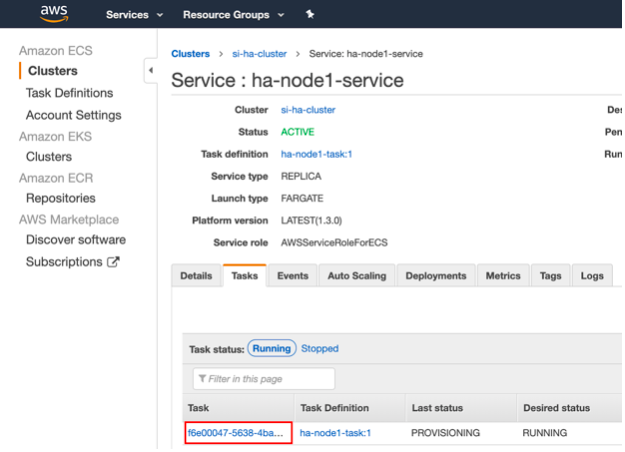 aws Services Resource Groups
Amazon ECS
Clusters
Task Definitions
Account Settings
Amazon EKS
Clusters
Amazon ECR
Repositories
AWS Marketplace
Discover software
Subscriptions
Clusters > si-ha-cluster > Service: ha-node1-service
Service : ha-node1-service
Cluster si-ha-cluster
Status ACTIVE
Task definition ha-node1-task:1
Service type REPLICA
Launch type FARGATE
Platform version LATEST(1.3.0)
Service role AWSServiceRoleForECS
Des
Pen
Run
Details Tasks Events Auto Scaling Deployments Metrics Tags Logs
Task status: Running Stopped
Filter in this page
Task Task Definition Last status Desired status
f6e00047-5638-4ba... ha-node1-task:1 PROVISIONING RUNNING